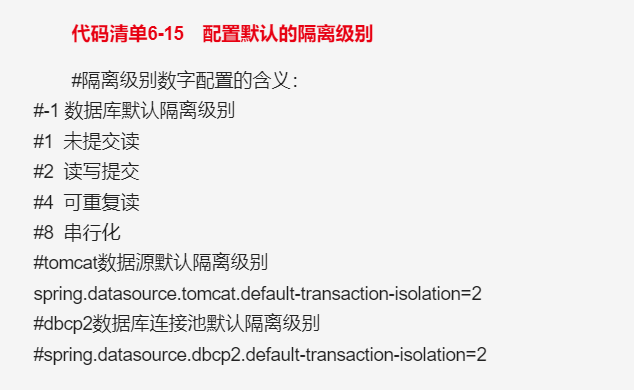 代码清单6-15　配置默认的隔离级别
#隔离级别数字配置的含义：
#-1 数据库默认隔离级别
#1  未提交读
#2  读写提交
#4  可重复读
#8  串行化
#tomcat数据源默认隔离级别
spring.datasource.tomcat.default-transaction-isolation=2
#dbcp2数据库连接池默认隔离级别
#spring.datasource.dbcp2.default-transaction-isolation=2